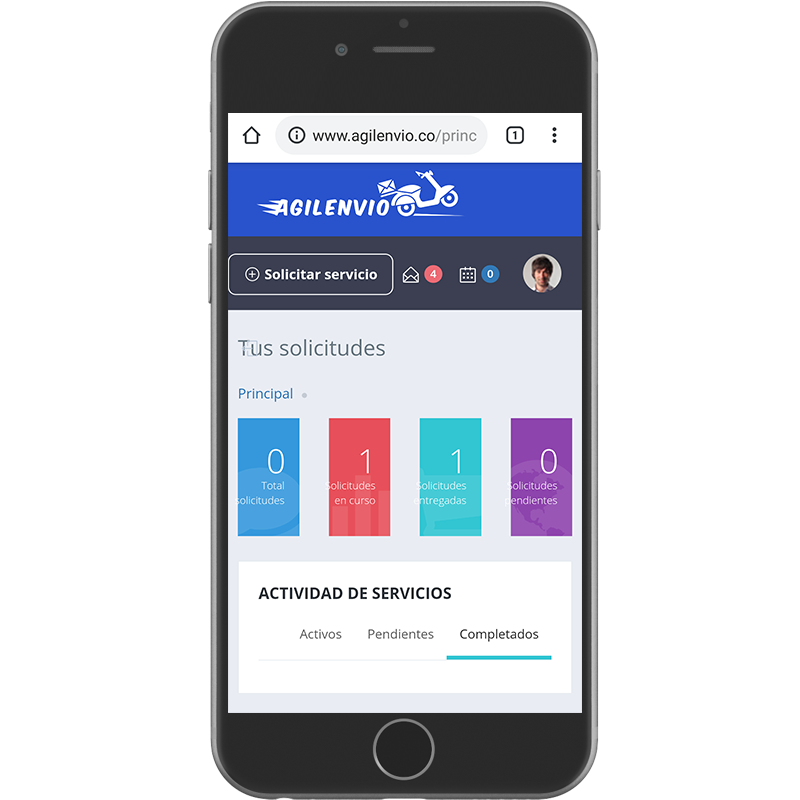 www.agilenvio.co/princ
1
AGILENVIO
Solicitar servicio
4
0
Tus solicitudes
Principal
0
Total
solicitudes
1
Solicitudes
en curso
1
Solicitudes
entregadas
0
Solicitudes
pendientes
ACTIVIDAD DE SERVICIOS
Activos Pendientes Completados